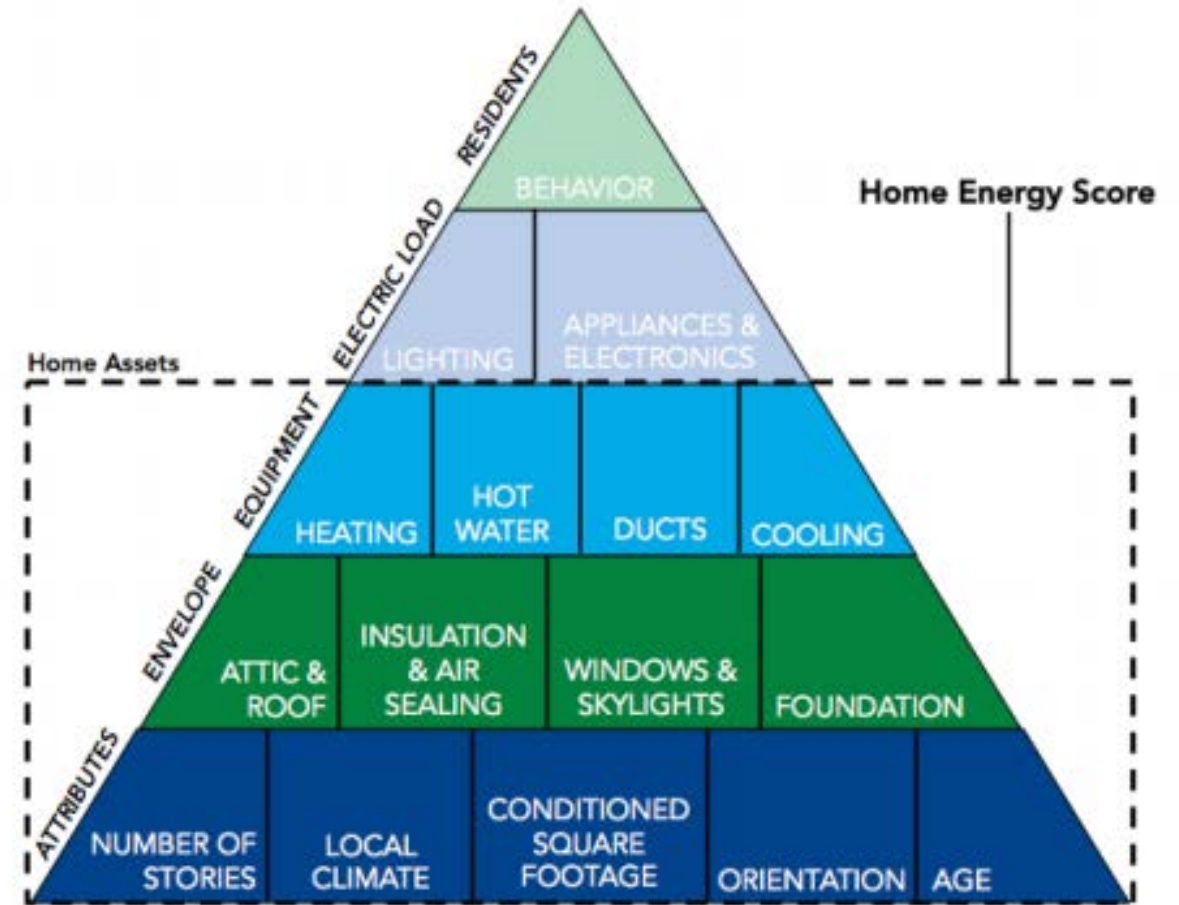 RESIDENTS
BEHAVIOR
Home Energy Score
ELECTRIC LOAD
LIGHTING
APPLIANCES &
ELECTRONICS
Home Assets
EQUIPMENT
HEATING
HOT
WATER
DUCTS
COOLING
ENVELOPE
ATTIC &
ROOF
INSULATION
& AIR
SEALING
WINDOWS &
SKYLIGHTS
FOUNDATION
ATTRIBUTES
NUMBER OF
STORIES
LOCAL
CLIMATE
CONDITIONED
SQUARE
FOOTAGE
ORIENTATION
AGE